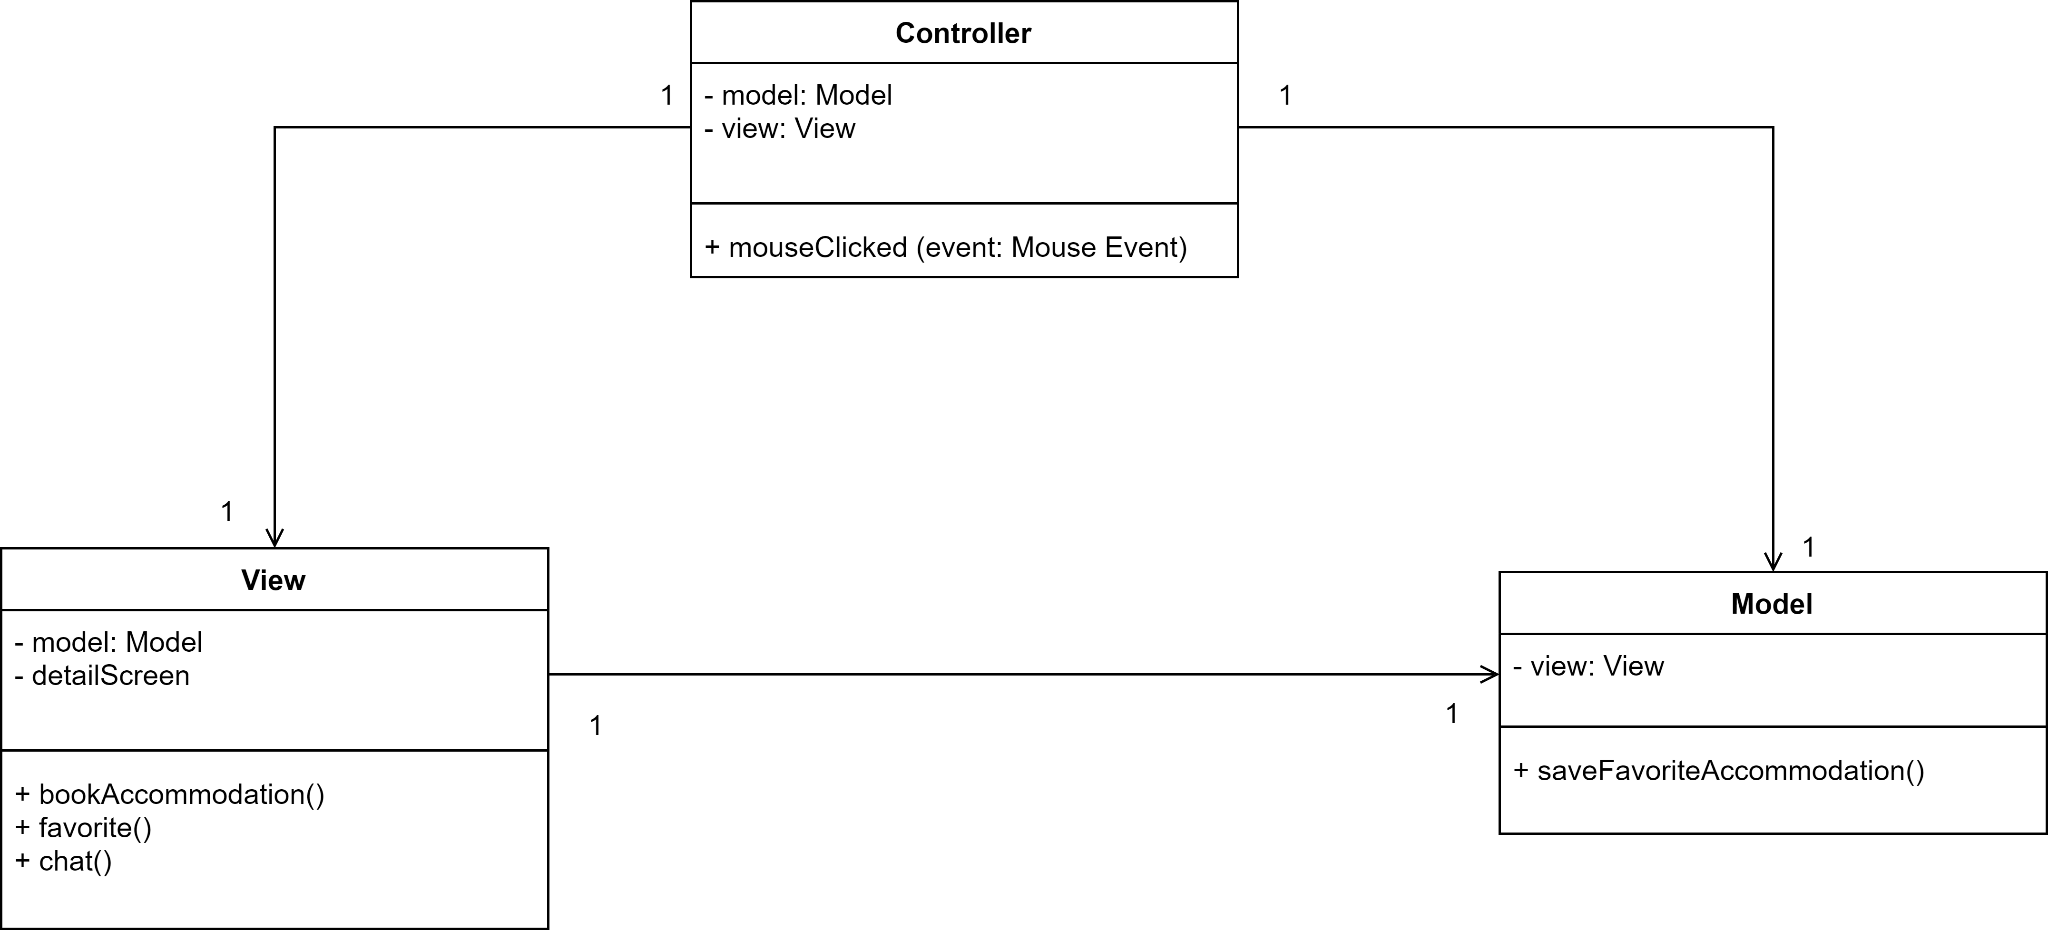 Controller
1
- model: Model
1
- view: View
+ mouseClicked (event: Mouse Event)
1
View
- model: Model
- detailScreen
+ bookAccommodation()
+ favorite()
+ chat()
1
1
1
Model
- view: View
+ saveFavoriteAccommodation()